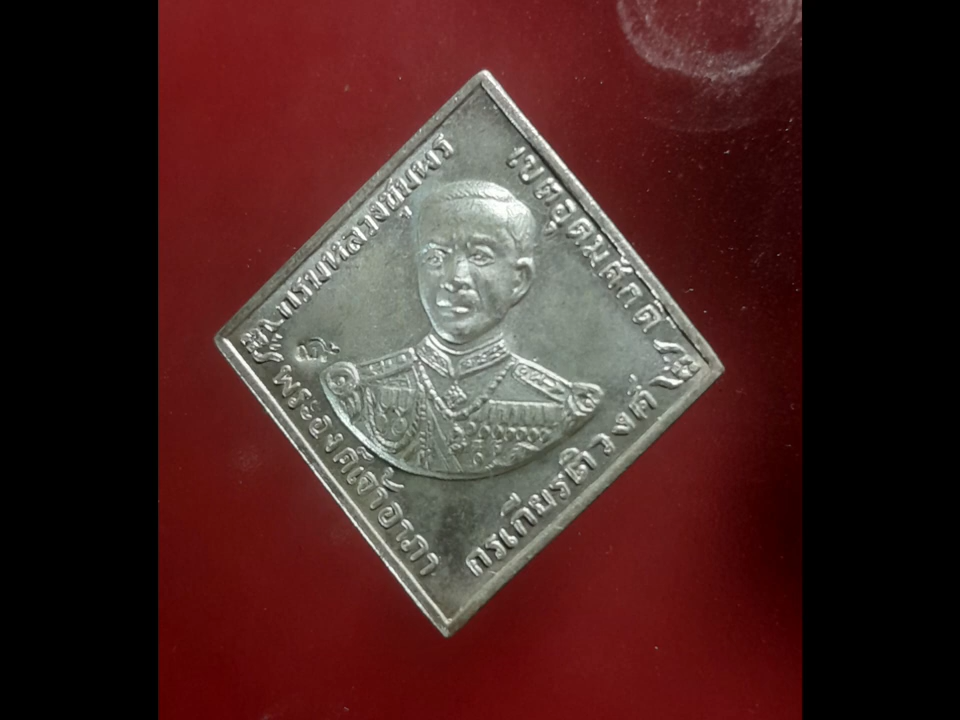 กรมหลวงชุมพร
เขตอุดมศักดิ์
พระองค์เจ้าอาภา
กรเกียรติวงศ์